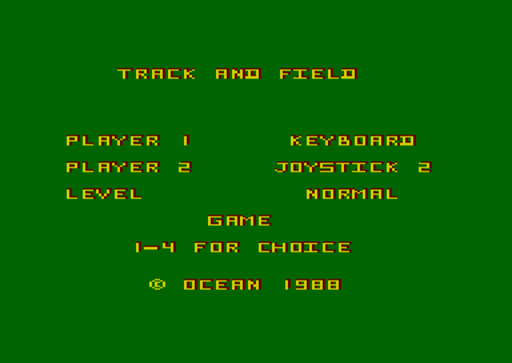 TRACK AND FIELD
PLAYER 1 KEYBOARD
PLAYER 2 JOYSTICK 2
LEVEL NORMAL
GAME
1-4 FOR CHOICE
© OCEAN 1988